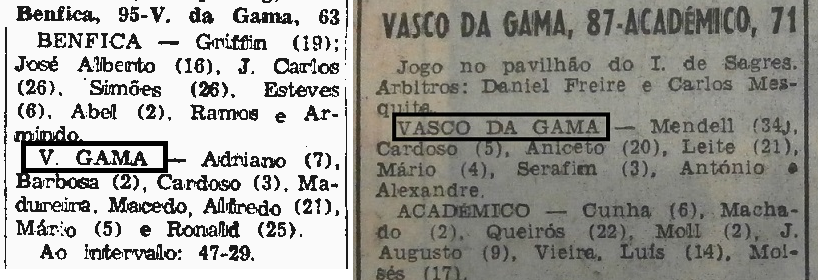 Benfica, 95-V. da Gama, 63
BENFICA — Griffin (19);
José Alberto (16), J. Carlos
(26), Simões (26), Esteves
(6), Abel (2), Ramos e Ar-
mindo.
V. GAMA — Adriano (7),
Barbosa (2), Cardoso (3), Ma-
dureira, Macedo, Alfredo (21),
Mário (5) e Ronald (25).
Ao intervalo: 47-29.
VASCO DA GAMA, 87-ACADÉMICO, 71
Jogo no pavilhão do I. de Sagres.
Arbitros: Daniel Freire e Carlos Mes-
quita.
VASCO DA GAMA — Mendell (34),
Cardoso (5), Aniceto (20), Leite (21),
Mário (4), Serafim (3), António e
Alexandre.
ACADÉMICO — Cunha (6), Macha-
do (2), Queirós (22), Moll (2), J.
Augusto (9), Vieira, Luís (14), Moi-
sés (17).